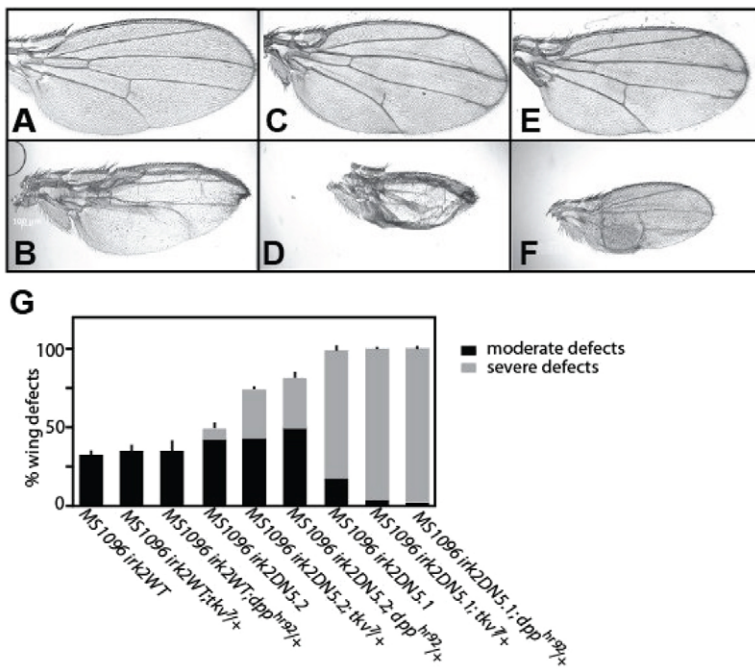 A
C
E
B
D
F
100 μm
G
% wing defects
100
50
0
moderate defects
severe defects
MS1096 irk2WT
MS1096 irk2WT;tkv⁷/+
MS1096 irk2WT;dppʰʳ⁹²/+
MS1096 irk2DN5.2
MS1096 irk2DN5.2; tkv⁷/+
MS1096 irk2DN5.2; dppʰʳ⁹²/+
MS1096 irk2DN5.1
MS1096 irk2DN5.1; tkv⁷/+
MS1096 irk2DN5.1; dppʰʳ⁹²/+